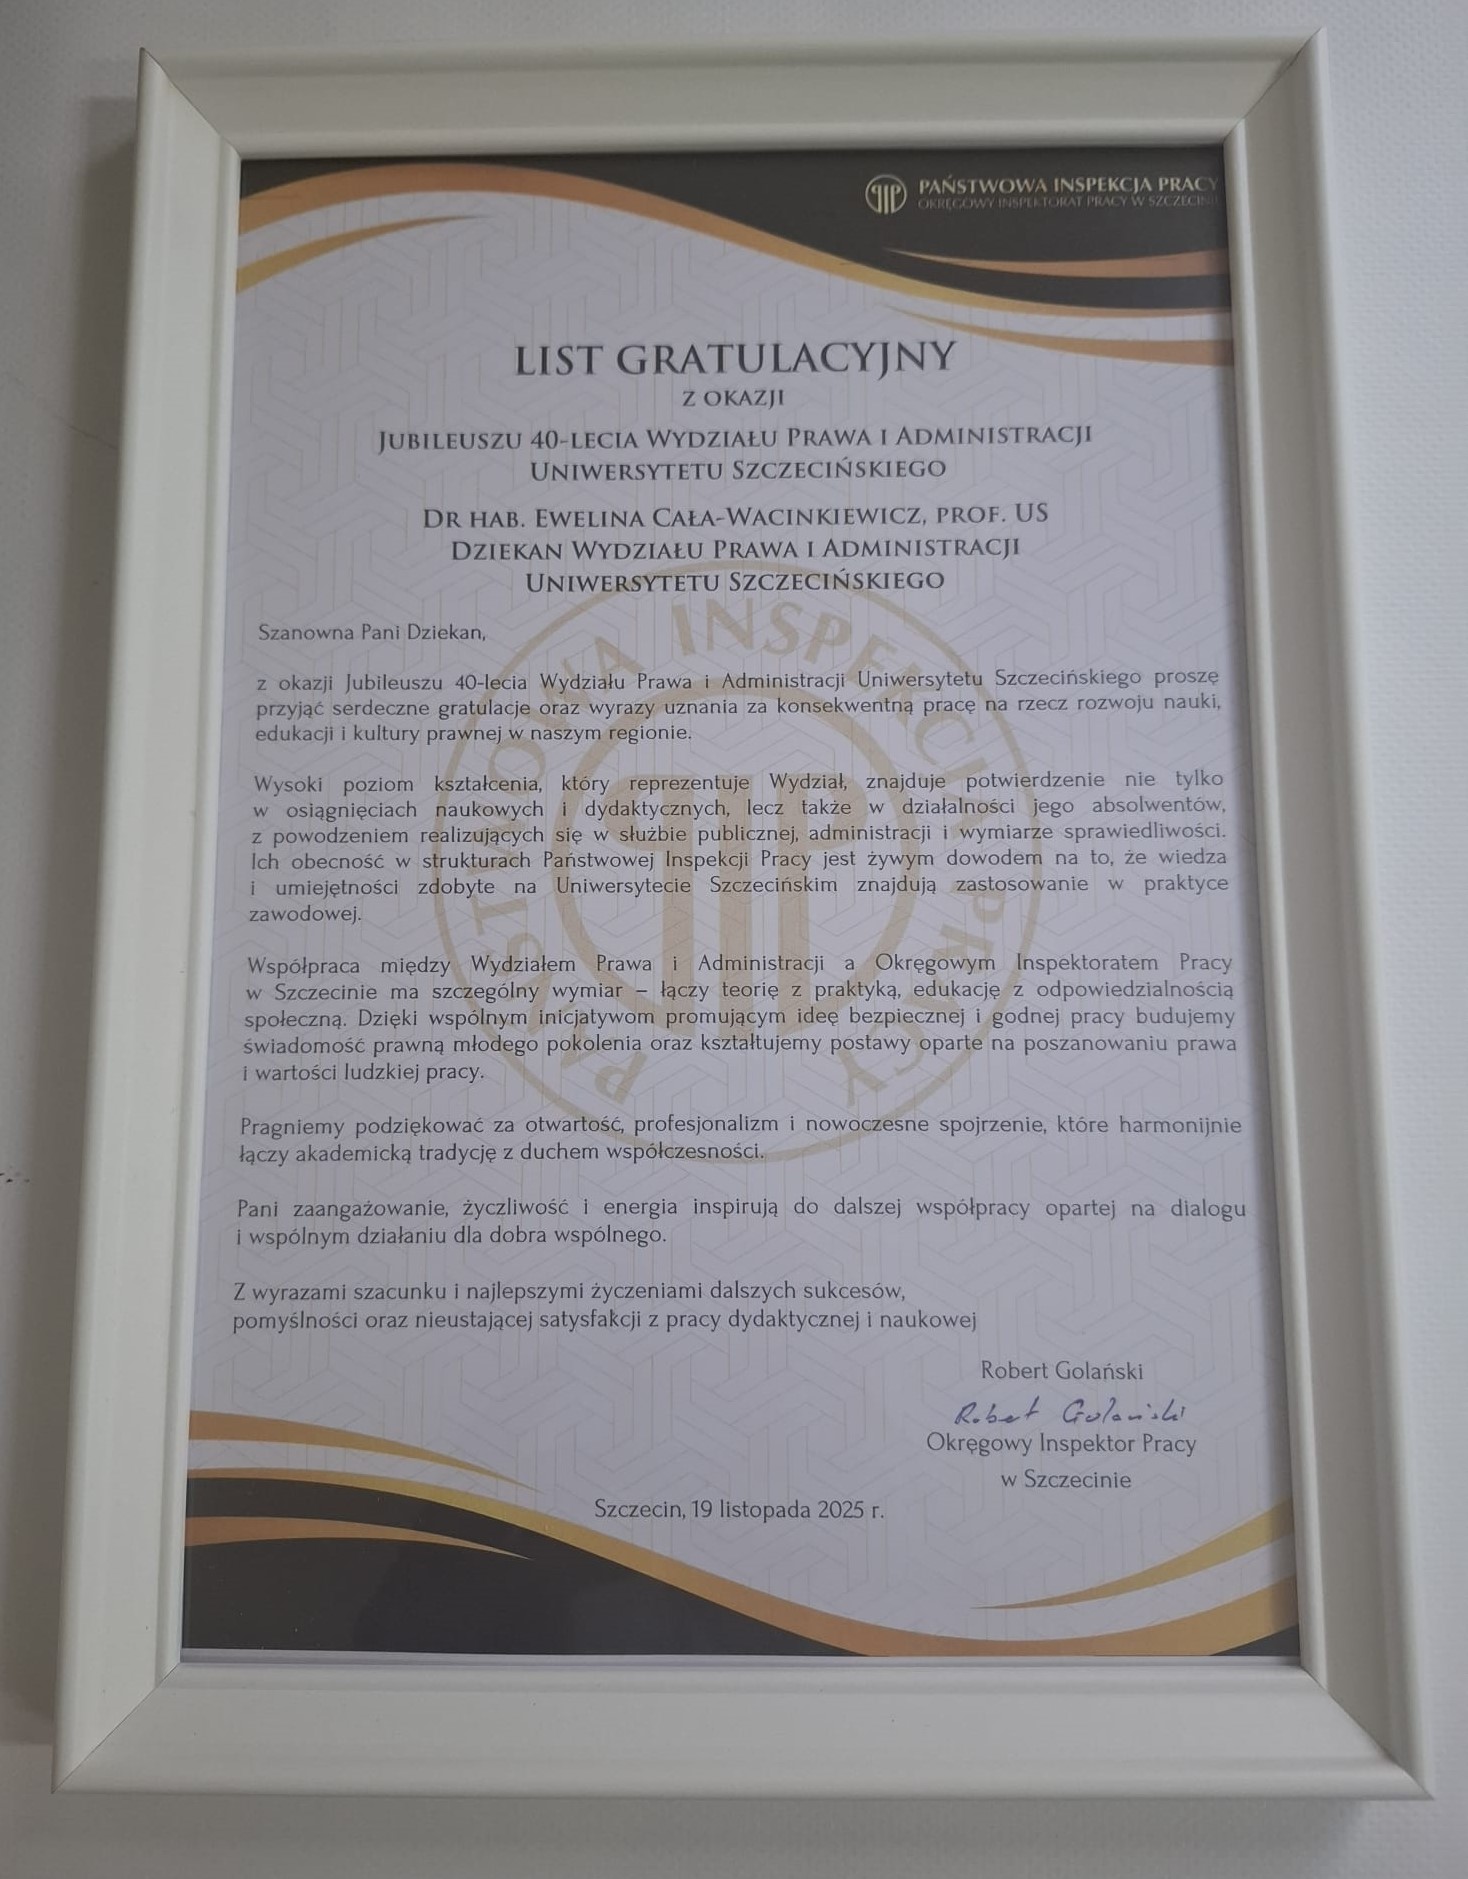 PAŃSTWOWA INSPEKCJA PRACY
OKRĘGOWY INSPEKTORAT PRACY W SZCZECINIE
LIST GRATULACYJNY
Z OKAZJI
JUBILEUSZU 40-LECIA WYDZIAŁU PRAWA I ADMINISTRACJI
UNIWERSYTETU SZCZECIŃSKIEGO
DR HAB. EWELINA CAŁA-WACINKIEWICZ, PROF. US
DZIEKAN WYDZIAŁU PRAWA I ADMINISTRACJI
UNIWERSYTETU SZCZECIŃSKIEGO
Szanowna Pani Dziekan,
z okazji Jubileuszu 40-lecia Wydziału Prawa i Administracji Uniwersytetu Szczecińskiego proszę
przyjąć serdeczne gratulacje oraz wyrazy uznania za konsekwentną pracę na rzecz rozwoju nauki,
edukacji i kultury prawnej w naszym regionie.
Wysoki poziom kształcenia, który reprezentuje Wydział, znajduje potwierdzenie nie tylko
w osiągnięciach naukowych i dydaktycznych, lecz także w działalności jego absolwentów,
z powodzeniem realizujących się w służbie publicznej, administracji i wymiarze sprawiedliwości.
Ich obecność w strukturach Państwowej Inspekcji Pracy jest żywym dowodem na to, że wiedza
i umiejętności zdobyte na Uniwersytecie Szczecińskim znajdują zastosowanie w praktyce
zawodowej.
Współpraca między Wydziałem Prawa i Administracji a Okręgowym Inspektoratem Pracy
w Szczecinie ma szczególny wymiar – łączy teorię z praktyką, edukację z odpowiedzialnością
społeczną. Dzięki wspólnym inicjatywom promującym ideę bezpiecznej i godnej pracy budujemy
świadomość prawną młodego pokolenia oraz kształtujemy postawy oparte na poszanowaniu prawa
i wartości ludzkiej pracy.
Pragniemy podziękować za otwartość, profesjonalizm i nowoczesne spojrzenie, które harmonijnie
łączy akademicką tradycję z duchem współczesności.
Pani zaangażowanie, życzliwość i energia inspirują do dalszej współpracy opartej na dialogu
i wspólnym działaniu dla dobra wspólnego.
Z wyrazami szacunku i najlepszymi życzeniami dalszych sukcesów,
pomyślności oraz nieustającej satysfakcji z pracy dydaktycznej i naukowej
Robert Golański
Robert Golański
Okręgowy Inspektor Pracy
w Szczecinie
Szczecin, 19 listopada 2025 r.
PAŃSTWOWA INSPEKCJA PRACY